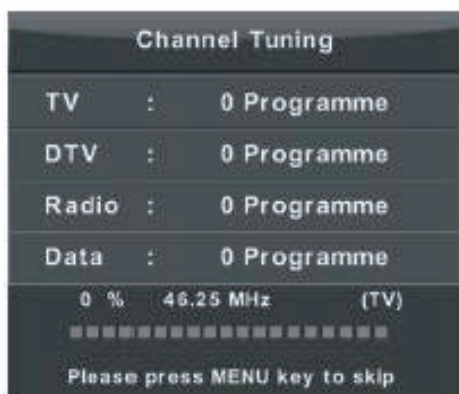 Channel Tuning
TV : 0 Programme
DTV : 0 Programme
Radio : 0 Programme
Data : 0 Programme
0 % 46.25 MHz (TV)
Please press MENU key to skip